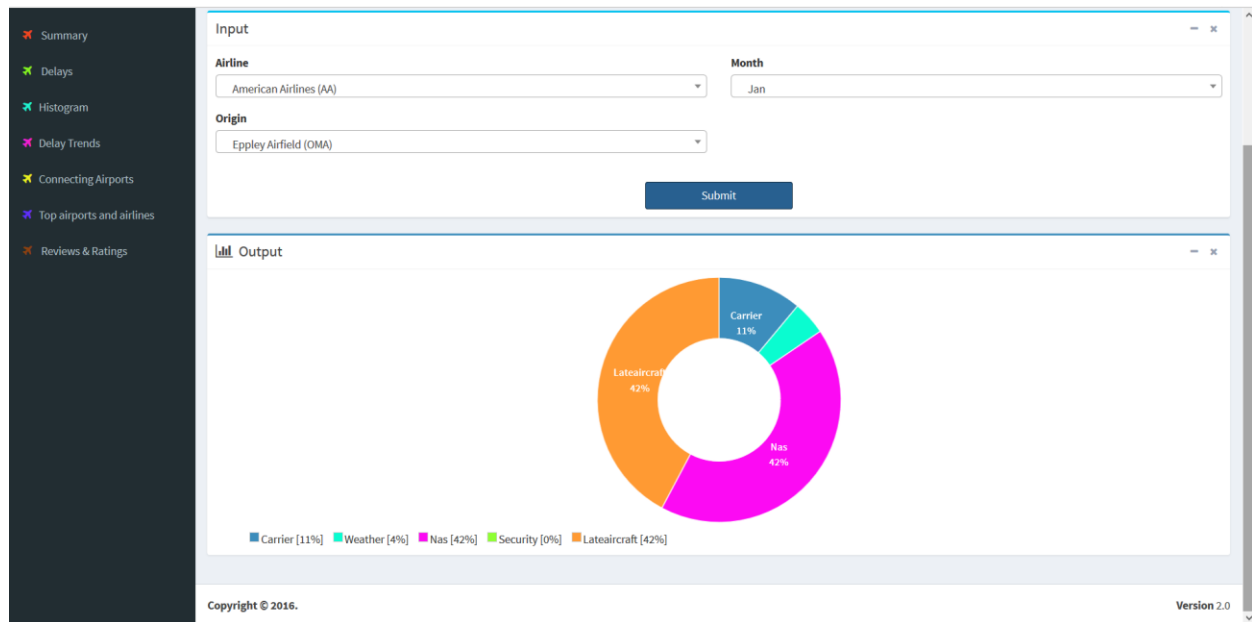 Summary
Delays
Histogram
Delay Trends
Connecting Airports
Top airports and airlines
Reviews & Ratings
Input
Airline
Month
American Airlines (AA)
Jan
Origin
Eppley Airfield (OMA)
Submit
Output
Carrier
11%
Lateaircraf
42%
Nas
42%
Carrier [11%] Weather [4%] Nas [42%] Security [0%] Lateaircraft [42%]
Copyright © 2016.
Version 2.0